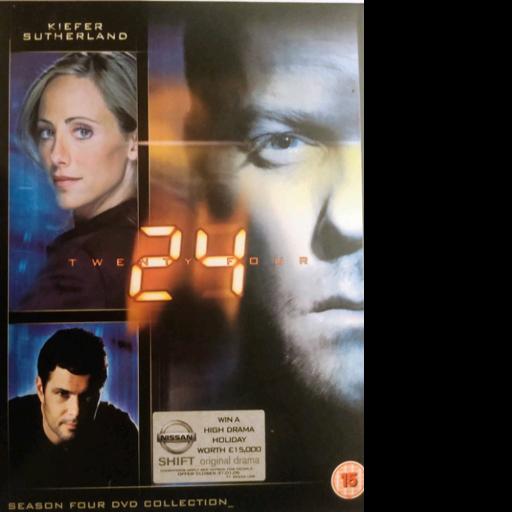 KIEFER
SUTHERLAND
24
TWENTY FOUR
NISSAN
WIN A
HIGH DRAMA
HOLIDAY
WORTH £15,000
SHIFT original drama
15
SEASON FOUR DVD COLLECTION_